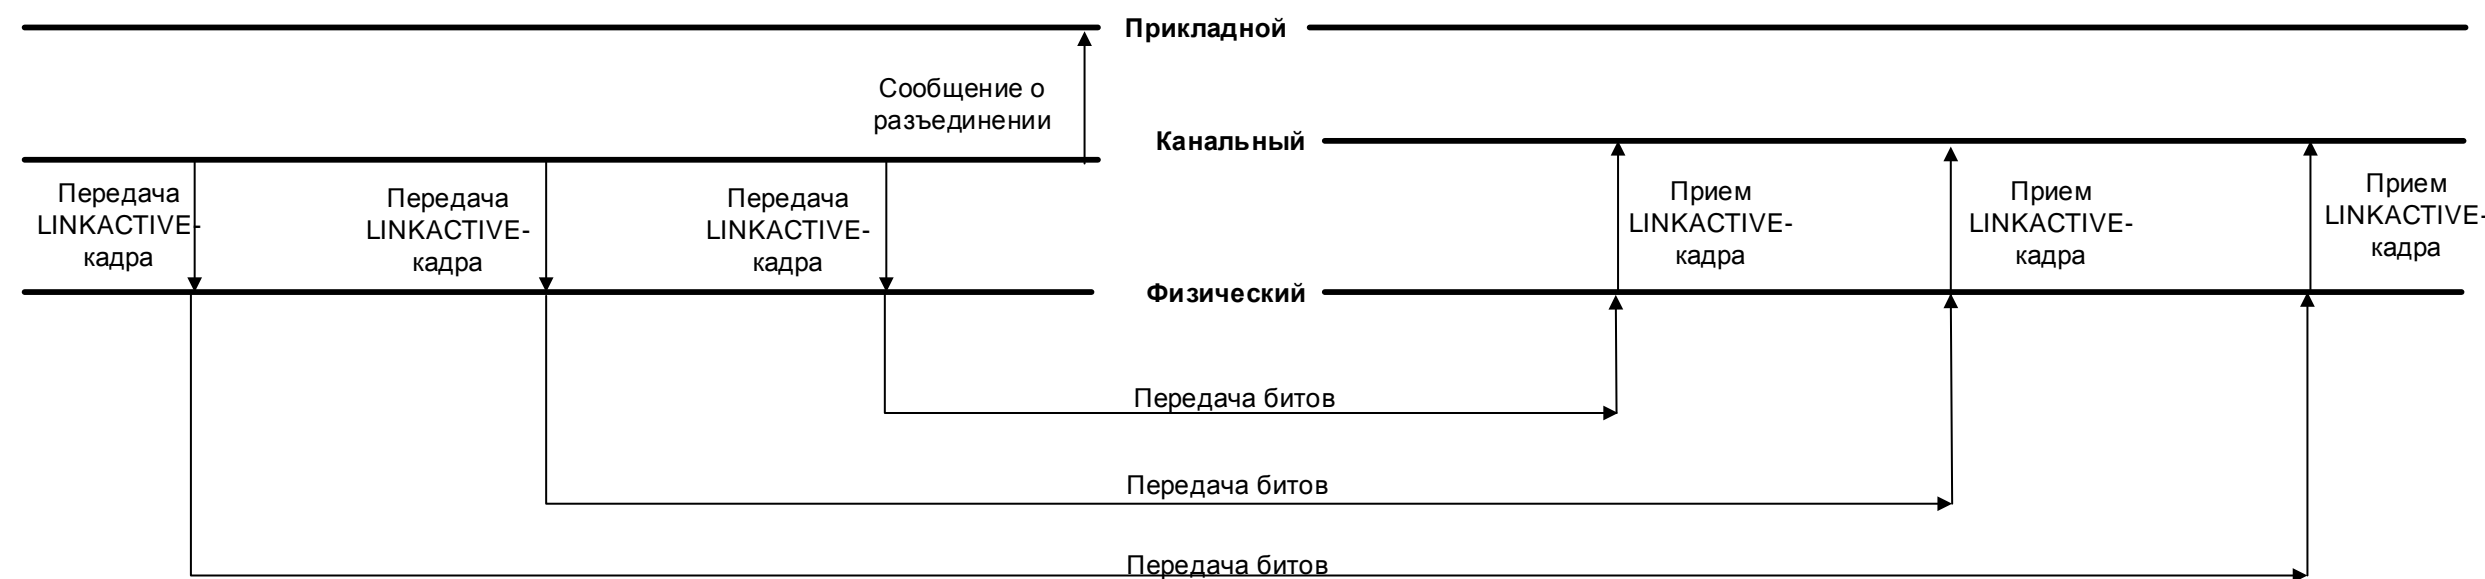 Прикладной
Сообщение о
разъединении
Канальный
Передача
LINKACTIVE-
кадра
Передача
LINKACTIVE-
кадра
Передача
LINKACTIVE-
кадра
Прием
LINKACTIVE-
кадра
Прием
LINKACTIVE-
кадра
Прием
LINKACTIVE-
кадра
Физический
Передача битов
Передача битов
Передача битов